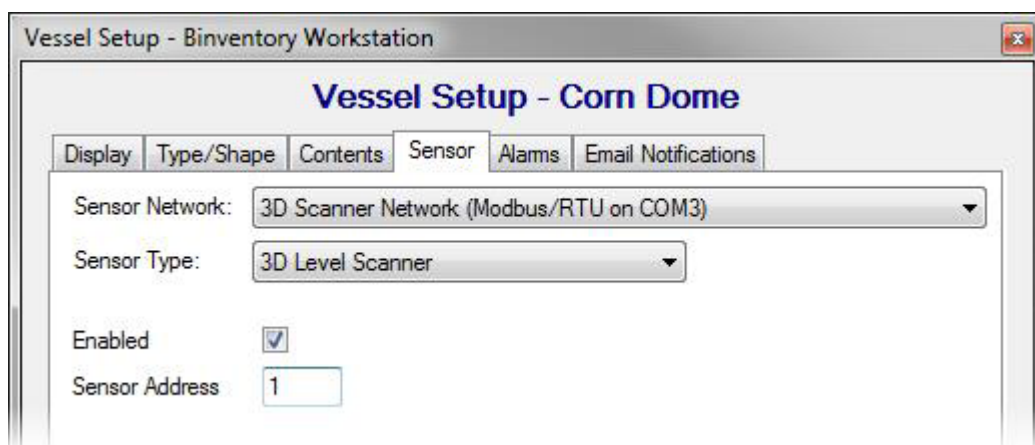 Vessel Setup - Binventory Workstation
Vessel Setup - Corn Dome
Display Type/Shape Contents Sensor Alarms Email Notifications
Sensor Network: 3D Scanner Network (Modbus/RTU on COM3)
Sensor Type: 3D Level Scanner
Enabled
Sensor Address 1